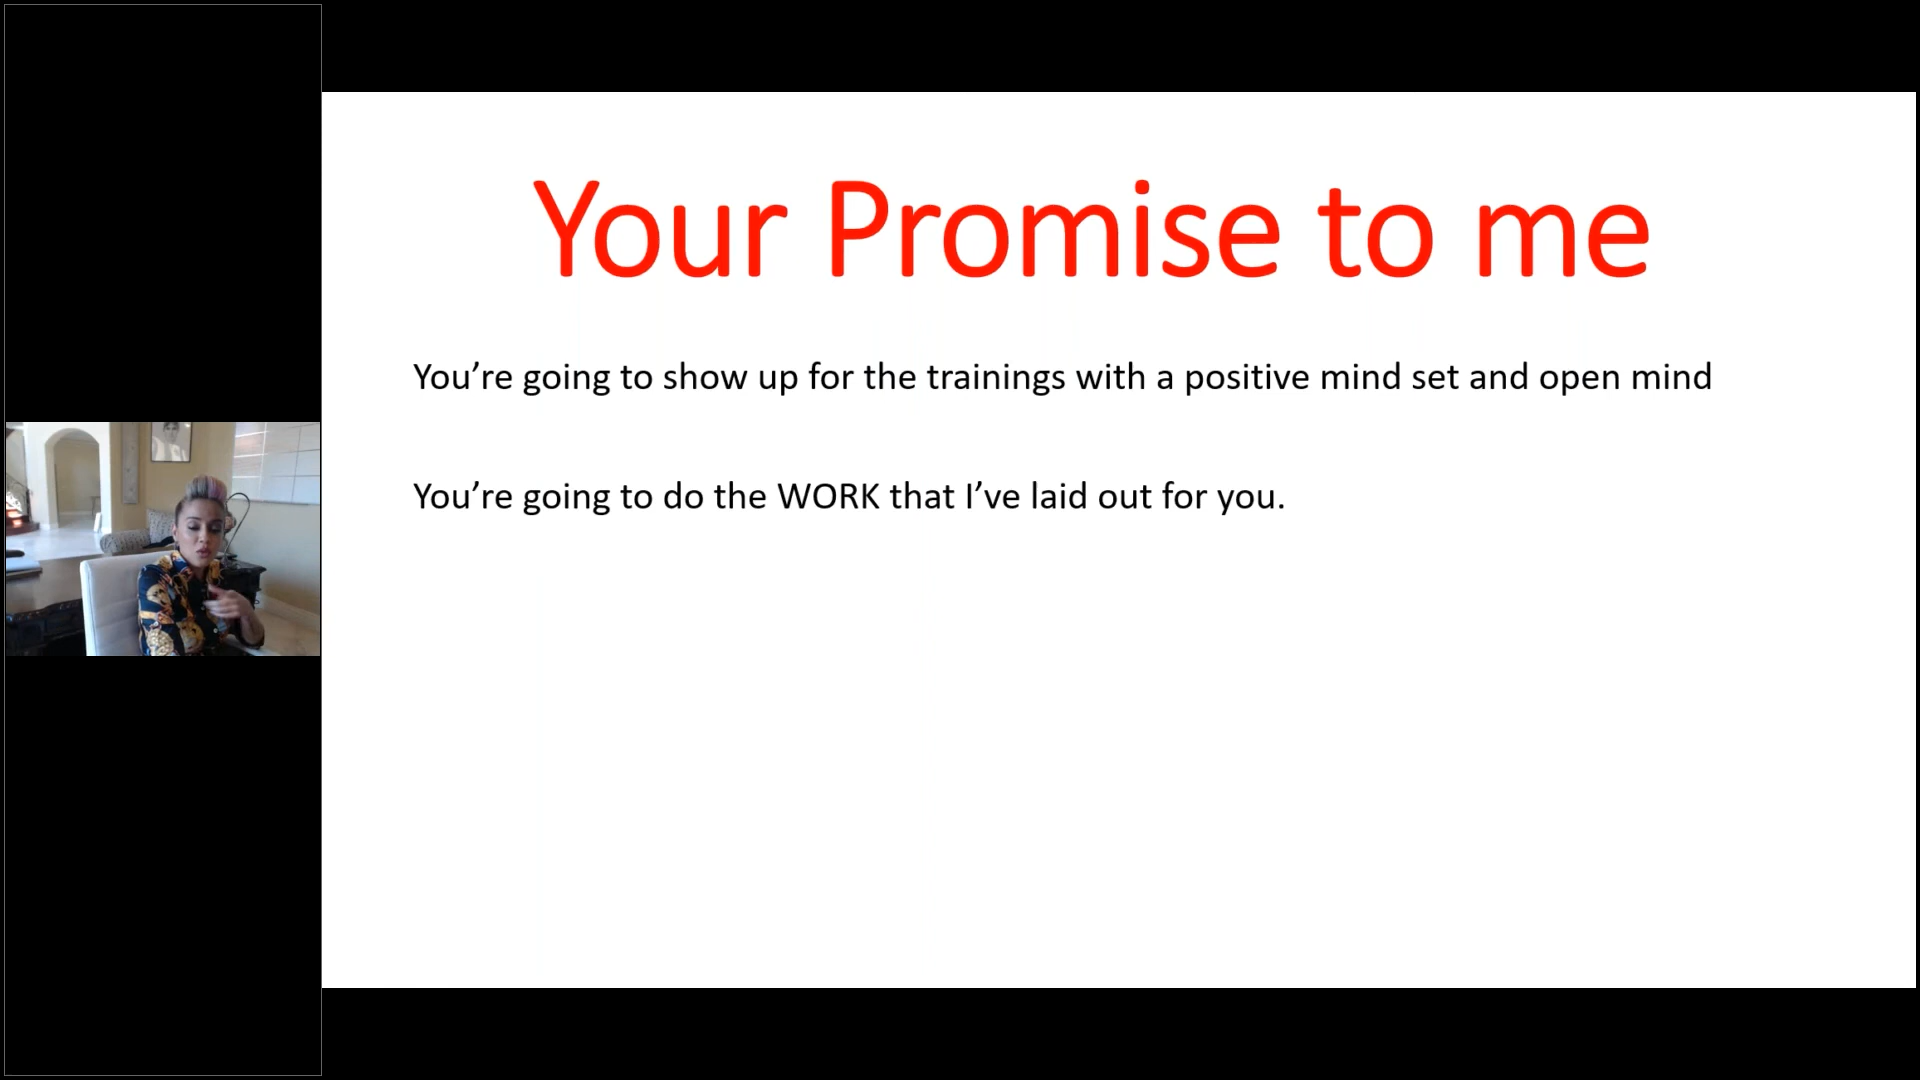 Your Promise to me
You’re going to show up for the trainings with a positive mind set and open mind
You’re going to do the WORK that I’ve laid out for you.